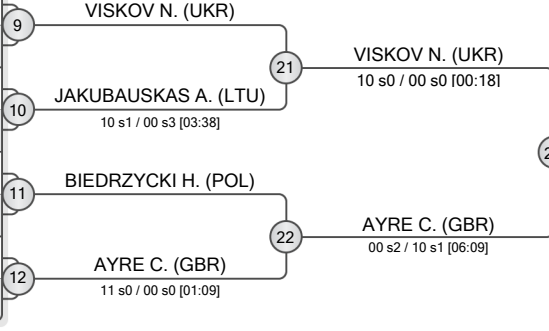 VISKOV N. (UKR)
9
21
VISKOV N. (UKR)
10 s0 / 00 s0 [00:18]
JAKUBAUSKAS A. (LTU)
10
10 s1 / 00 s3 [03:38]
BIEDRZYCKI H. (POL)
11
22
AYRE C. (GBR)
00 s2 / 10 s1 [06:09]
AYRE C. (GBR)
12
11 s0 / 00 s0 [01:09]